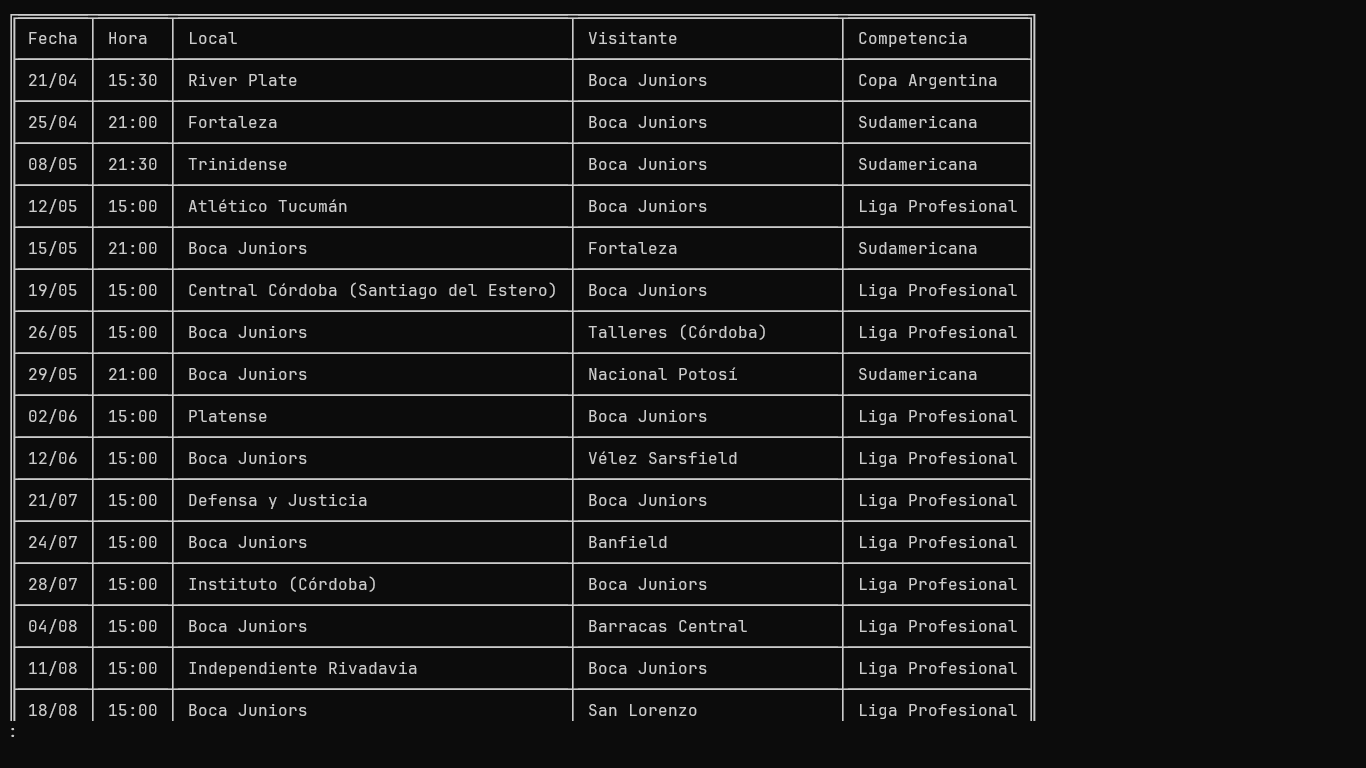 Fecha Hora Local Visitante Competencia
21/04 15:30 River Plate Boca Juniors Copa Argentina
25/04 21:00 Fortaleza Boca Juniors Sudamericana
08/05 21:30 Trinidense Boca Juniors Sudamericana
12/05 15:00 Atlético Tucumán Boca Juniors Liga Profesional
15/05 21:00 Boca Juniors Fortaleza Sudamericana
19/05 15:00 Central Córdoba (Santiago del Estero) Boca Juniors Liga Profesional
26/05 15:00 Boca Juniors Talleres (Córdoba) Liga Profesional
29/05 21:00 Boca Juniors Nacional Potosí Sudamericana
02/06 15:00 Platense Boca Juniors Liga Profesional
12/06 15:00 Boca Juniors Vélez Sarsfield Liga Profesional
21/07 15:00 Defensa y Justicia Boca Juniors Liga Profesional
24/07 15:00 Boca Juniors Banfield Liga Profesional
28/07 15:00 Instituto (Córdoba) Boca Juniors Liga Profesional
04/08 15:00 Boca Juniors Barracas Central Liga Profesional
11/08 15:00 Independiente Rivadavia Boca Juniors Liga Profesional
18/08 15:00 Boca Juniors San Lorenzo Liga Profesional
: